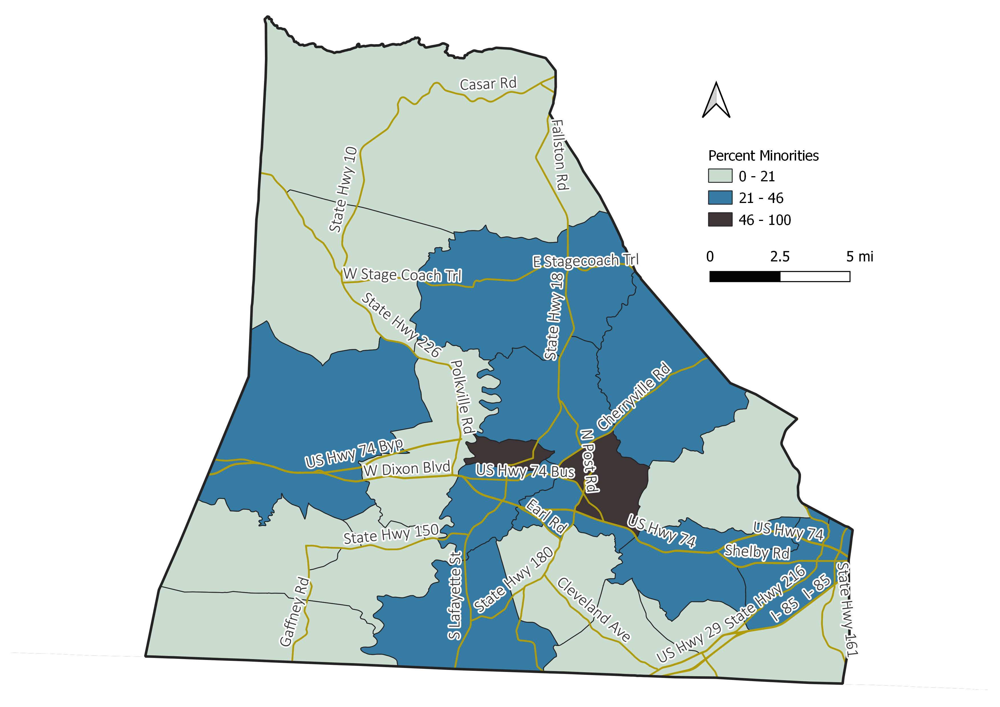 Casar Rd
Fallston Rd
State Hwy 10
Percent Minorities
0 - 21
21 - 46
46 - 100
0 2.5 5 mi
E Stagecoach Trl
W Stage Coach Trl
State Hwy 18
State Hwy 226
Polkville Rd
Cherryville Rd
US Hwy 74 Byp
N Post Rd
W Dixon Blvd
US Hwy 74 Bus
Earl Rd
US Hwy 74
US Hwy 74
State Hwy 150
Shelby Rd
State Hwy 180
S Lafayette St
Gaffney Rd
Cleveland Ave
State Hwy 216
I- 85
I- 85
State Hwy 161
US Hwy 29